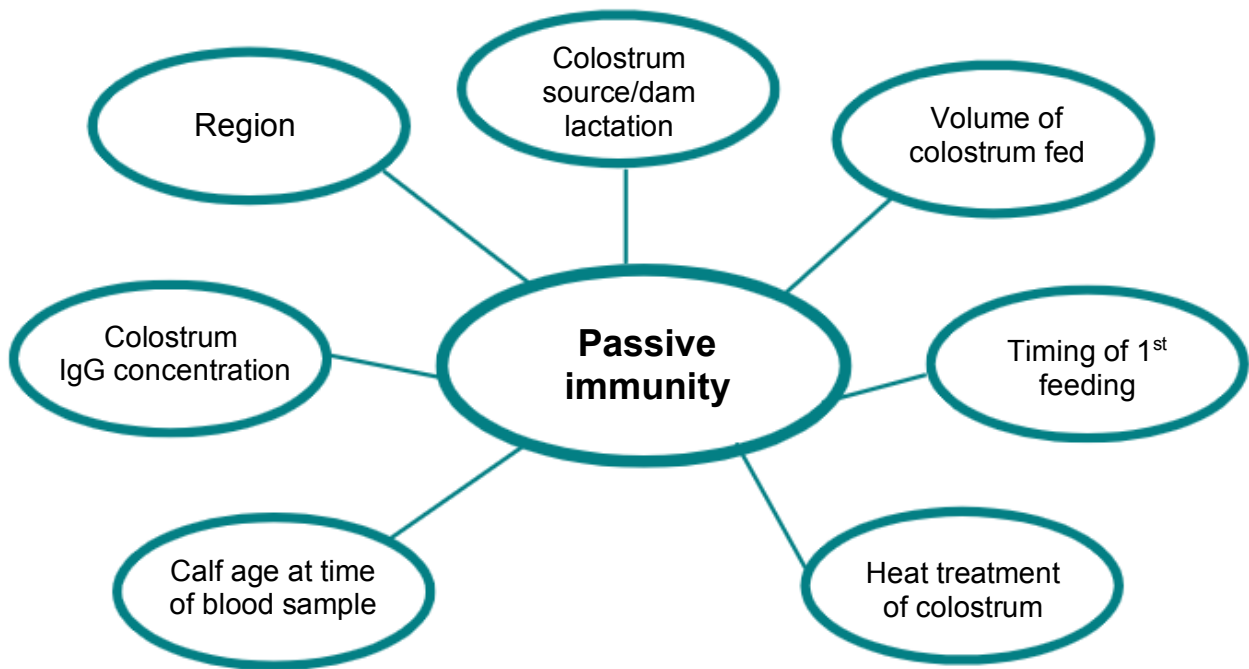 Colostrum
source/dam
lactation
Region
Volume of
colostrum fed
Colostrum
IgG concentration
Passive
immunity
Timing of 1st
feeding
Calf age at time
of blood sample
Heat treatment
of colostrum